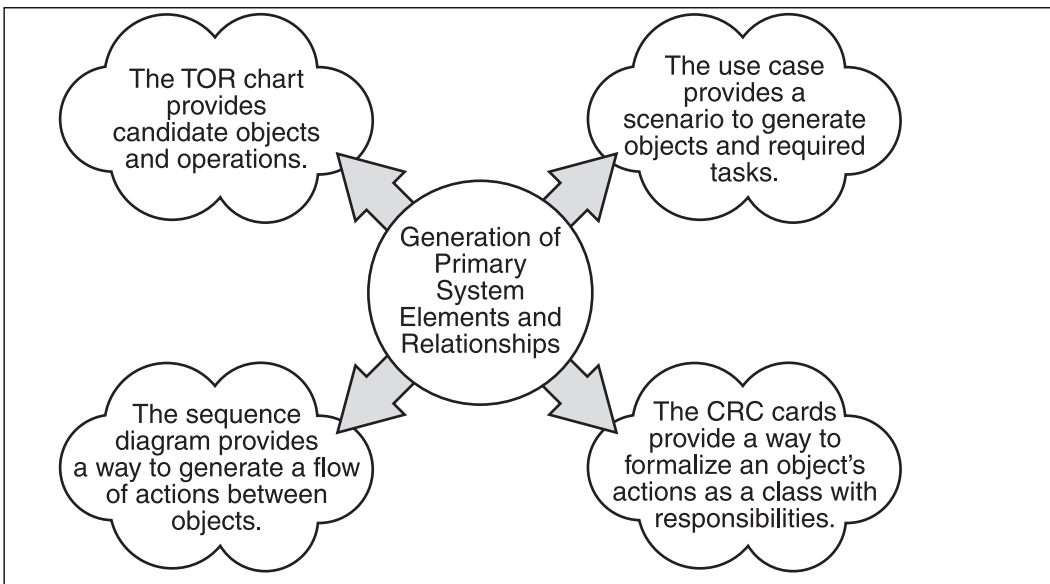 The TOR chart
provides
candidate objects
and operations.
The use case
provides a
scenario to generate
objects and required
tasks.
Generation of
Primary
System
Elements and
Relationships
The sequence
diagram provides
a way to generate a flow
of actions between
objects.
The CRC cards
provide a way to
formalize an object's
actions as a class with
responsibilities.